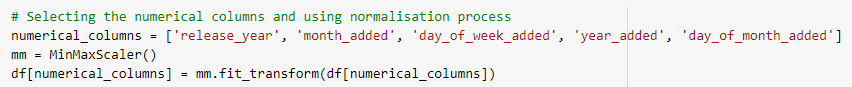 # Selecting the numerical columns and using normalisation process
numerical_columns = ['release_year', 'month_added', 'day_of_week_added', 'year_added', 'day_of_month_added']
mm = MinMaxScaler()
df[numerical_columns] = mm.fit_transform(df[numerical_columns])